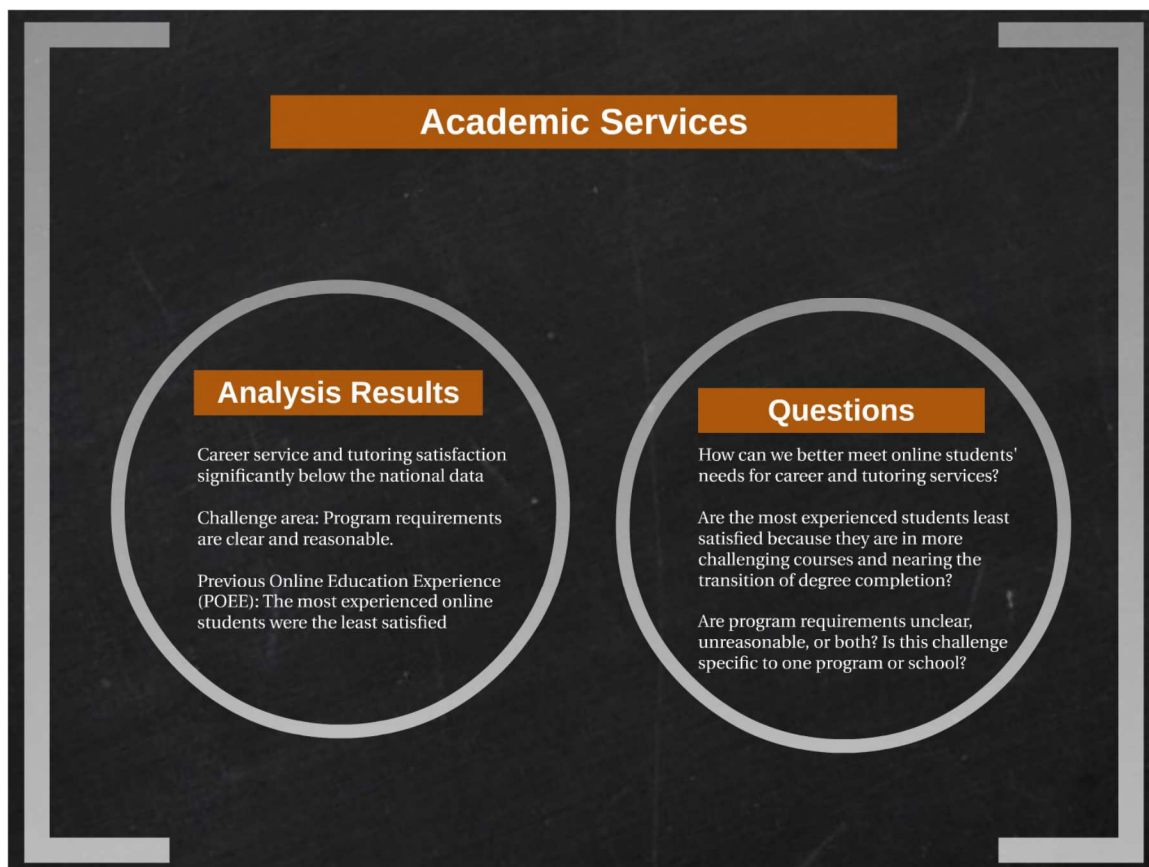 Academic Services
Analysis Results
Career service and tutoring satisfaction
significantly below the national data
Challenge area: Program requirements
are clear and reasonable.
Previous Online Education Experience
(POEE): The most experienced online
students were the least satisfied
Questions
How can we better meet online students'
needs for career and tutoring services?
Are the most experienced students least
satisfied because they are in more
challenging courses and nearing the
transition of degree completion?
Are program requirements unclear,
unreasonable, or both? Is this challenge
specific to one program or school?